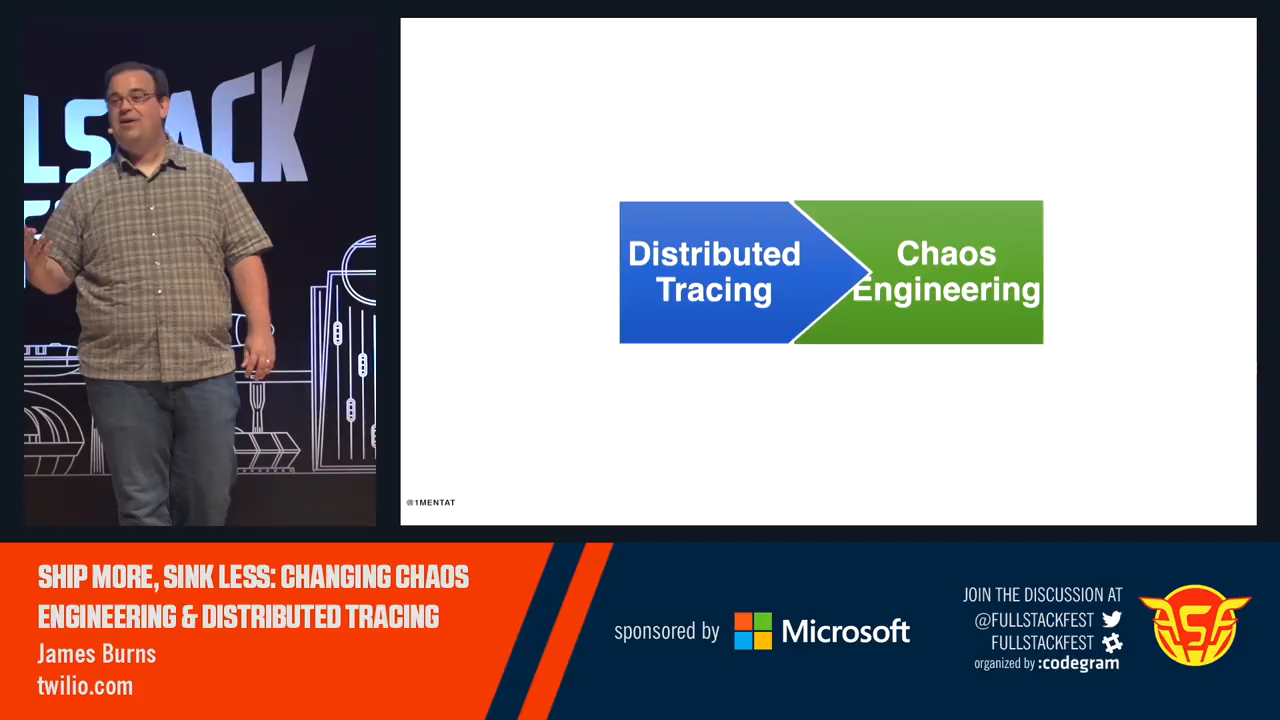 LSTACK
Distributed
Tracing
Chaos
Engineering
@1MENTAT
SHIP MORE, SINK LESS: CHANGING CHAOS
ENGINEERING & DISTRIBUTED TRACING
James Burns
twilio.com
sponsored by
Microsoft
JOIN THE DISCUSSION AT
@FULLSTACKFEST
FULLSTACKFEST
organized by :codegram